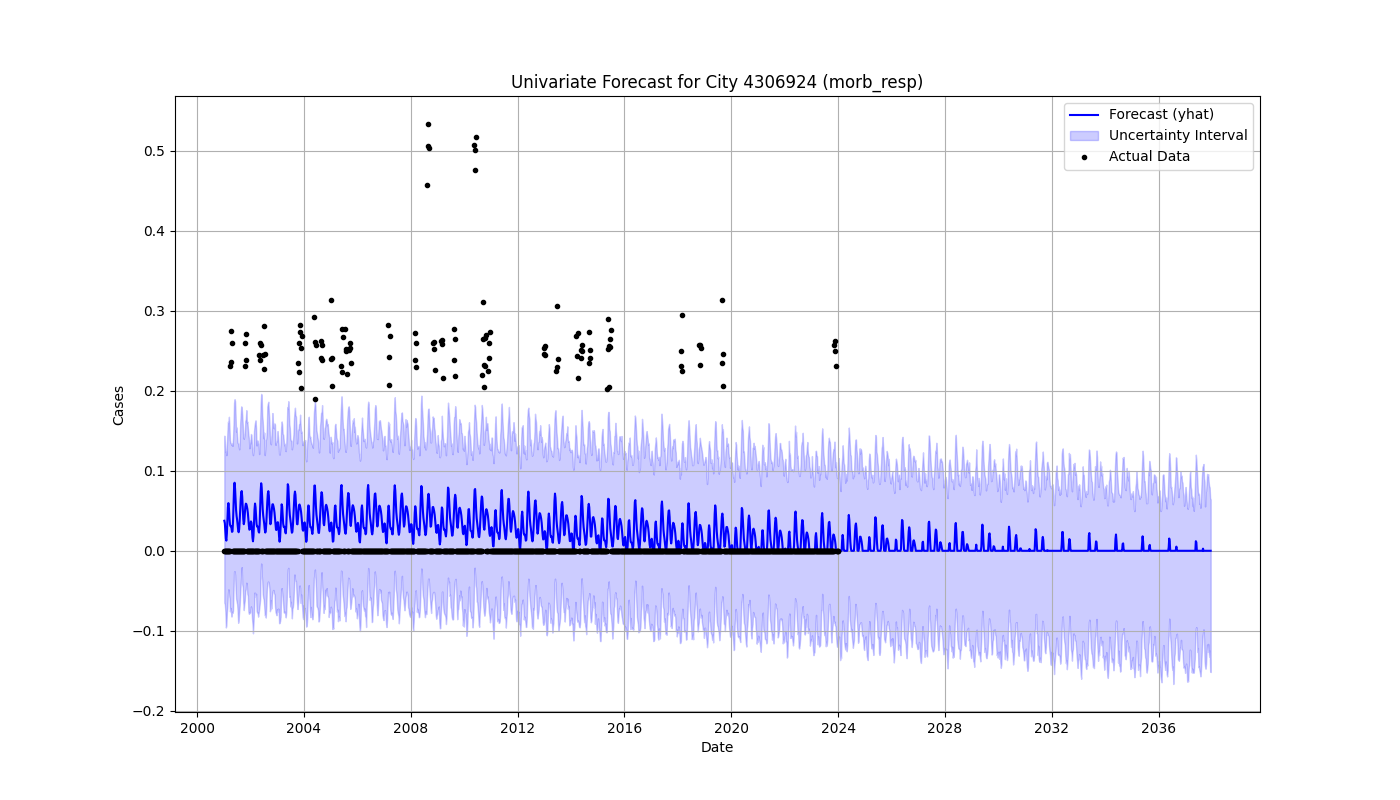 Univariate Forecast for City 4306924 (morb_resp)
Forecast (yhat)
Uncertainty Interval
Actual Data
Cases
0.5
0.4
0.3
0.2
0.1
0.0
−0.1
−0.2
2000 2004 2008 2012 2016 2020 2024 2028 2032 2036
Date